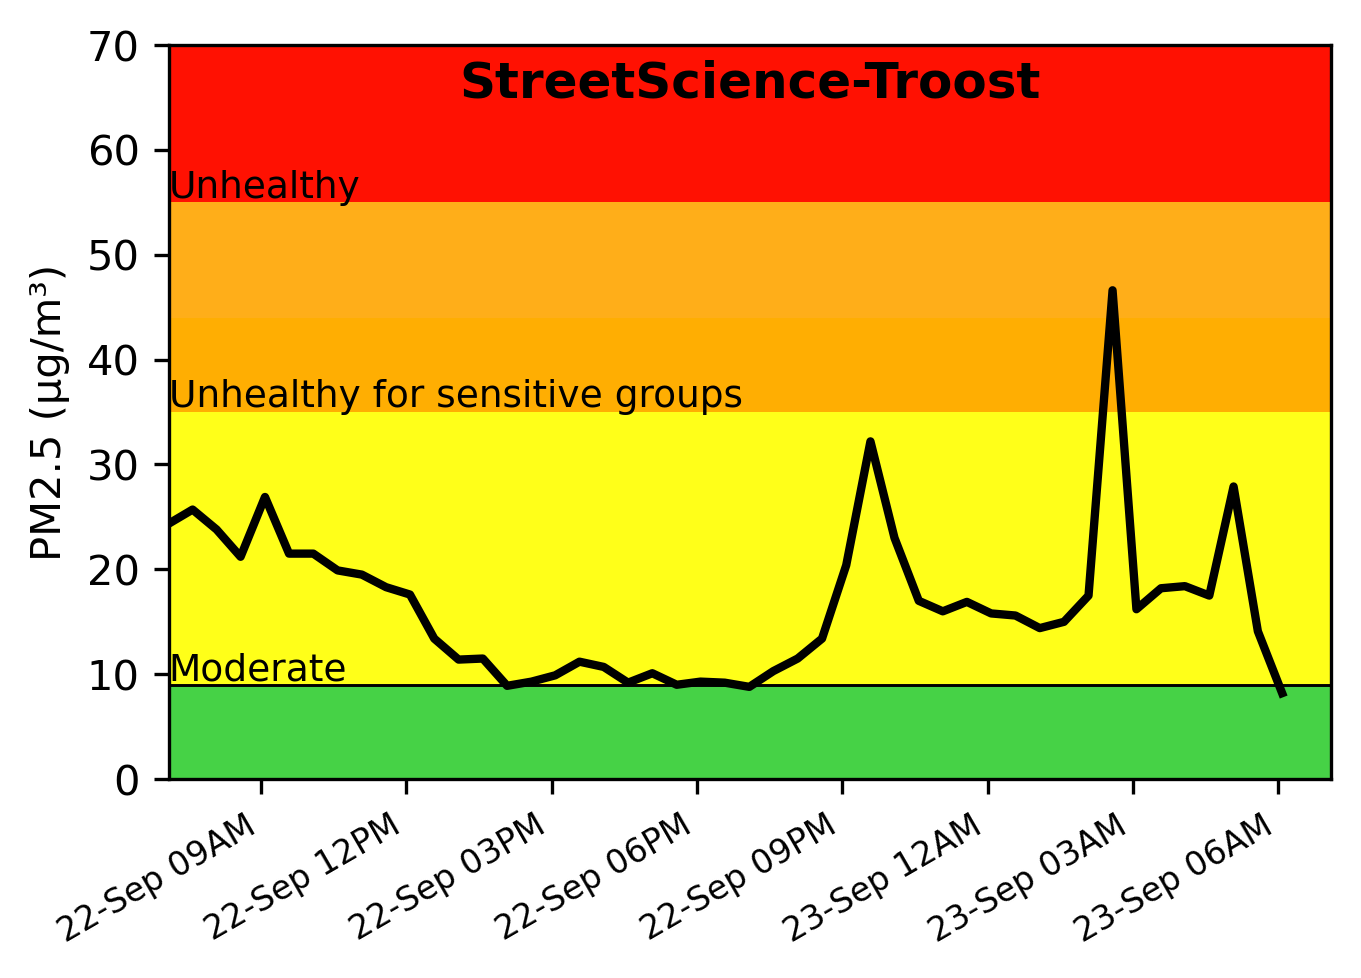 StreetScience-Troost
70
60
50
40
30
20
10
0
PM2.5 (µg/m³)
Unhealthy
Unhealthy for sensitive groups
Moderate
22-Sep 09AM
22-Sep 12PM
22-Sep 03PM
22-Sep 06PM
22-Sep 09PM
23-Sep 12AM
23-Sep 03AM
23-Sep 06AM